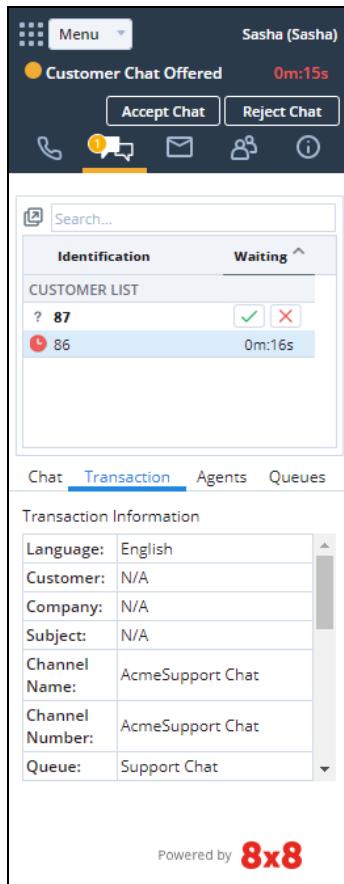 Menu
Sasha (Sasha)
Customer Chat Offered 0m:15s
Accept Chat Reject Chat
1
Search...
Identification Waiting
CUSTOMER LIST
? 87
86 0m:16s
Chat Transaction Agents Queues
Transaction Information
Language: English
Customer: N/A
Company: N/A
Subject: N/A
Channel
Name: AcmeSupport Chat
Channel
Number: AcmeSupport Chat
Queue: Support Chat
Powered by 8x8